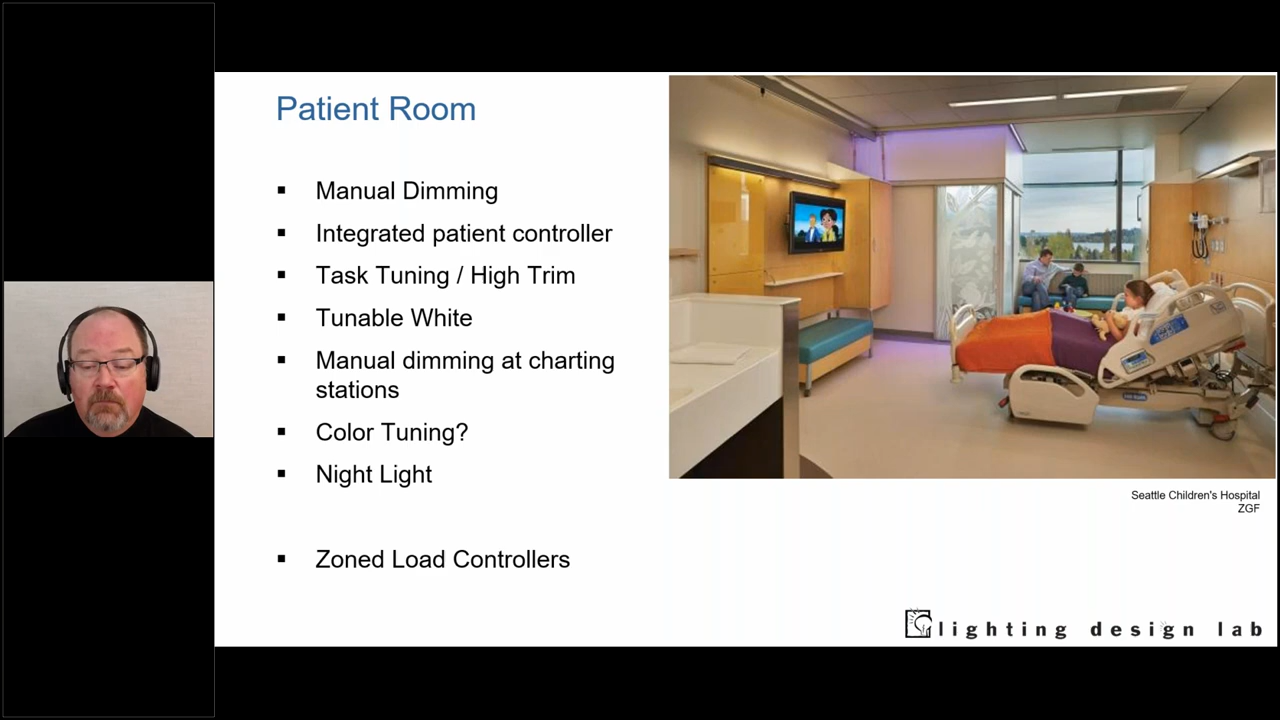 Patient Room
▪ Manual Dimming
▪ Integrated patient controller
▪ Task Tuning / High Trim
▪ Tunable White
▪ Manual dimming at charting
stations
▪ Color Tuning?
▪ Night Light
▪ Zoned Load Controllers
Seattle Children's Hospital
ZGF
lighting design lab